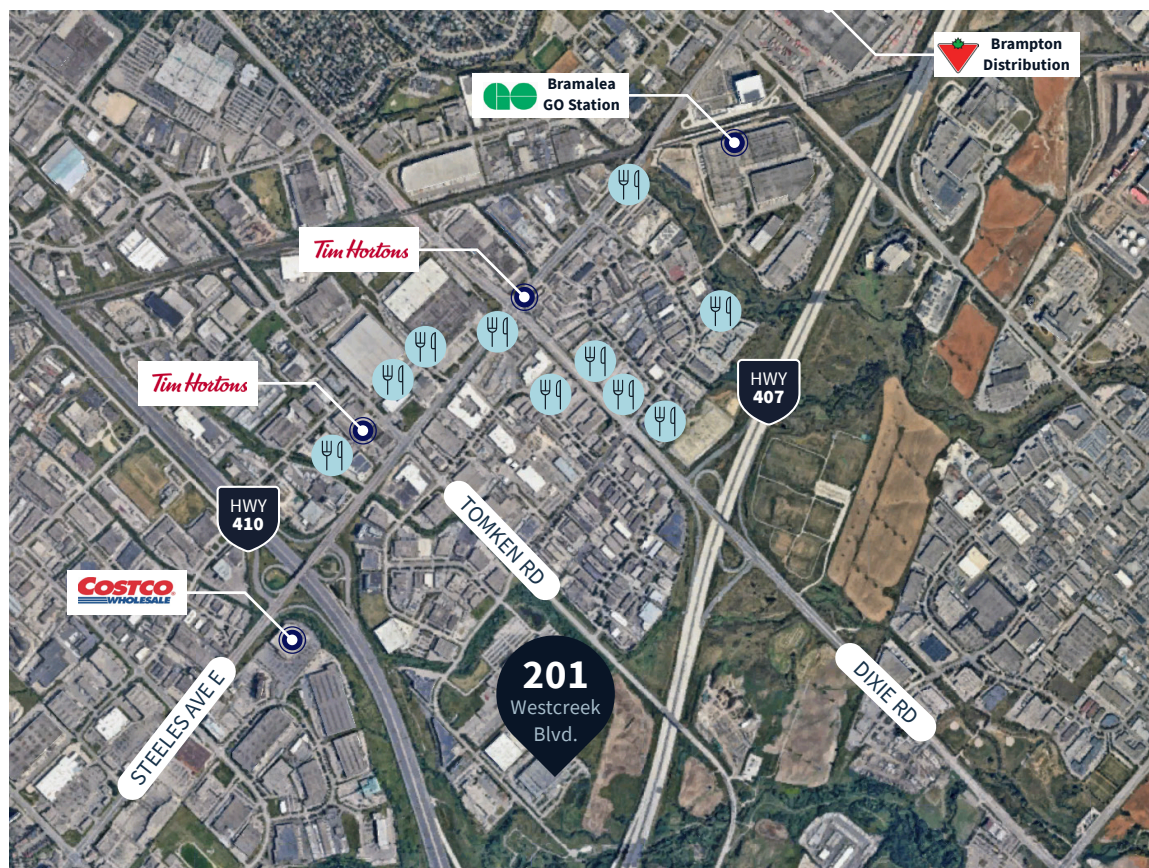 Brampton
Distribution
GO
Bramalea
GO Station
Tim Hortons
Tim Hortons
HWY
407
HWY
410
TOMKEN RD
COSTCO
WHOLESALE
201
Westcreek
Blvd.
STEELES AVE E
DIXIE RD